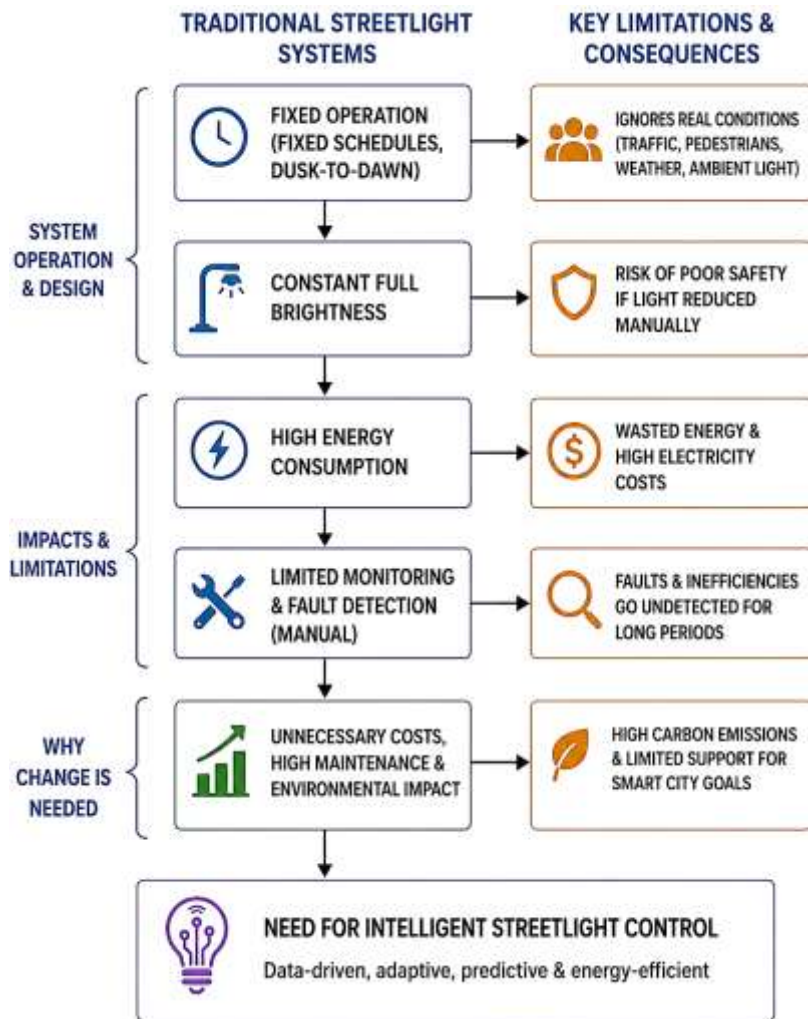 TRADITIONAL STREETLIGHT
SYSTEMS
KEY LIMITATIONS &
CONSEQUENCES
SYSTEM
OPERATION
& DESIGN
FIXED OPERATION
(FIXED SCHEDULES,
DUSK-TO-DAWN)
IGNORES REAL CONDITIONS
(TRAFFIC, PEDESTRIANS,
WEATHER, AMBIENT LIGHT)
CONSTANT FULL
BRIGHTNESS
RISK OF POOR SAFETY
IF LIGHT REDUCED
MANUALLY
IMPACTS &
LIMITATIONS
HIGH ENERGY
CONSUMPTION
$
WASTED ENERGY &
HIGH ELECTRICITY
COSTS
LIMITED MONITORING
& FAULT DETECTION
(MANUAL)
FAULTS & INEFFICIENCIES
GO UNDETECTED FOR
LONG PERIODS
WHY
CHANGE IS
NEEDED
UNNECESSARY COSTS,
HIGH MAINTENANCE &
ENVIRONMENTAL IMPACT
HIGH CARBON EMISSIONS
& LIMITED SUPPORT FOR
SMART CITY GOALS
NEED FOR INTELLIGENT STREETLIGHT CONTROL
Data-driven, adaptive, predictive & energy-efficient